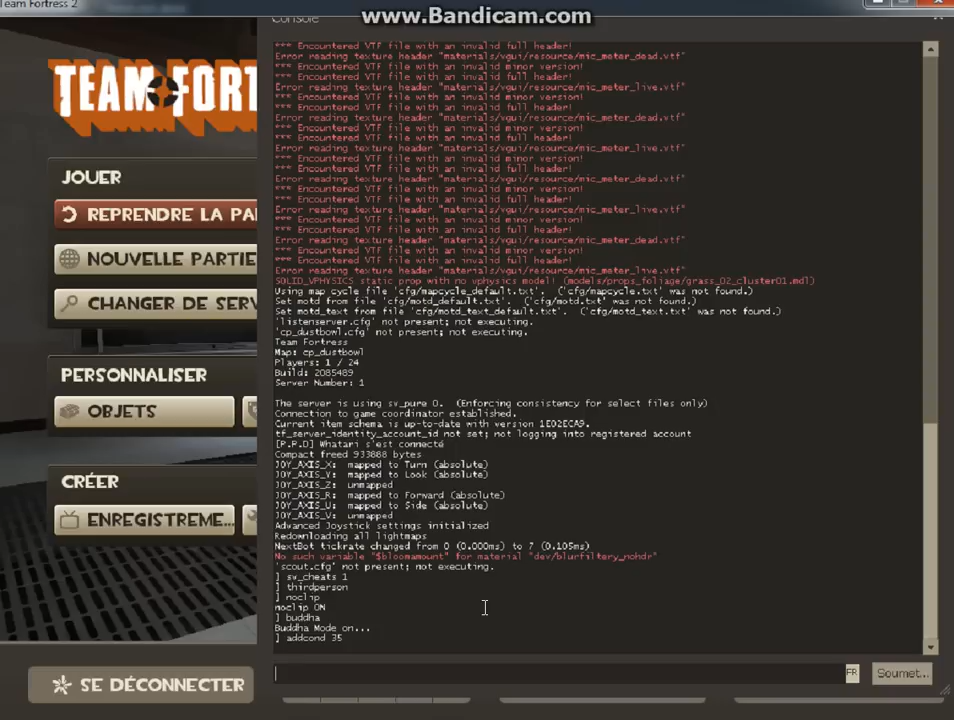 Team Fortress 2
www.Bandicam.com
Console
TEAM FORT
JOUER
REPRENDRE LA PA
NOUVELLE PARTIE
CHANGER DE SERV
PERSONNALISER
OBJETS
CRÉER
ENREGISTREME...
SE DÉCONNECTER
*** Encountered VTF file with an invalid full header!
Error reading texture header "materials/vgui/resource/mic_meter_dead.vtf"
*** Encountered VTF file with an invalid minor version!
*** Encountered VTF file with an invalid full header!
Error reading texture header "materials/vgui/resource/mic_meter_live.vtf"
*** Encountered VTF file with an invalid minor version!
*** Encountered VTF file with an invalid full header!
Error reading texture header "materials/vgui/resource/mic_meter_dead.vtf"
*** Encountered VTF file with an invalid minor version!
*** Encountered VTF file with an invalid full header!
Error reading texture header "materials/vgui/resource/mic_meter_live.vtf"
*** Encountered VTF file with an invalid minor version!
*** Encountered VTF file with an invalid full header!
Error reading texture header "materials/vgui/resource/mic_meter_dead.vtf"
*** Encountered VTF file with an invalid minor version!
*** Encountered VTF file with an invalid full header!
Error reading texture header "materials/vgui/resource/mic_meter_live.vtf"
*** Encountered VTF file with an invalid minor version!
*** Encountered VTF file with an invalid full header!
Error reading texture header "materials/vgui/resource/mic_meter_dead.vtf"
*** Encountered VTF file with an invalid minor version!
*** Encountered VTF file with an invalid full header!
Error reading texture header "materials/vgui/resource/mic_meter_live.vtf"
SOLID_VPHYSICS static prop with no vphysics model! (models/props_foliage/grass_02_cluster01.mdl)
Using map cycle file 'cfg/mapcycle_default.txt'.  ('cfg/mapcycle.txt' was not found.)
Set motd from file 'cfg/motd_default.txt'.  ('cfg/motd.txt' was not found.)
Set motd_text from file 'cfg/motd_text_default.txt'.  ('cfg/motd_text.txt' was not found.)
'listenserver.cfg' not present; not executing.
'cp_dustbowl.cfg' not present; not executing.
Team Fortress
Map: cp_dustbowl
Players: 1 / 24
Build: 2085489
Server Number: 1
The server is using sv_pure 0.  (Enforcing consistency for select files only)
Connection to game coordinator established.
Current item schema is up-to-date with version 1E02ECA9.
tf_server_identity_account_id not set; not logging into registered account
[P.P.D] Whatari s'est connecté
Compact freed 933888 bytes
JOY_AXIS_X:  mapped to Turn (absolute)
JOY_AXIS_Y:  mapped to Look (absolute)
JOY_AXIS_Z:  unmapped
JOY_AXIS_R:  mapped to Forward (absolute)
JOY_AXIS_U:  mapped to Side (absolute)
JOY_AXIS_V:  unmapped
Advanced Joystick settings initialized
Redownloading all lightmaps
NextBot tickrate changed from 0 (0.000ms) to 7 (0.105ms)
No such variable "$bloomamount" for material "dev/blurfiltery_nohdr"
'scout.cfg' not present; not executing.
] sv_cheats 1
] thirdperson
] noclip
noclip ON
] buddha
Buddha Mode on...
] addcond 35
FR
Soumet...